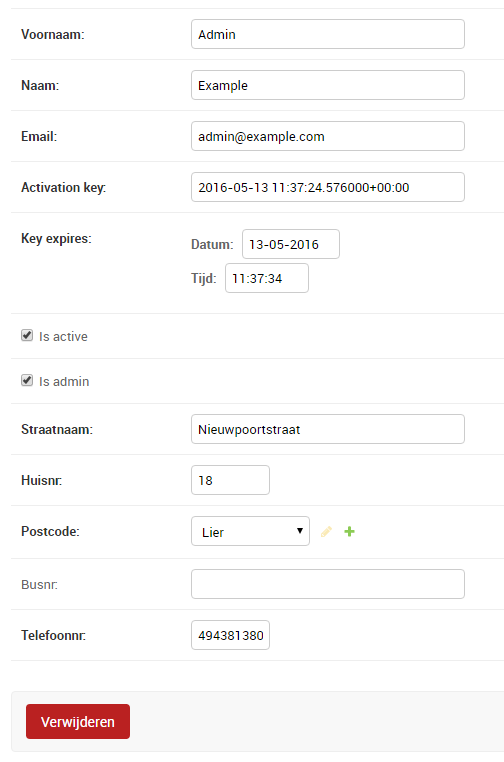 Voornaam: Admin
Naam: Example
Email: admin@example.com
Activation key: 2016-05-13 11:37:24.576000+00:00
Key expires: Datum: 13-05-2016
Tijd: 11:37:34
Is active
Is admin
Straatnaam: Nieuwpoortstraat
Huisnr: 18
Postcode: Lier
Busnr:
Telefoonnr: 494381380
Verwijderen